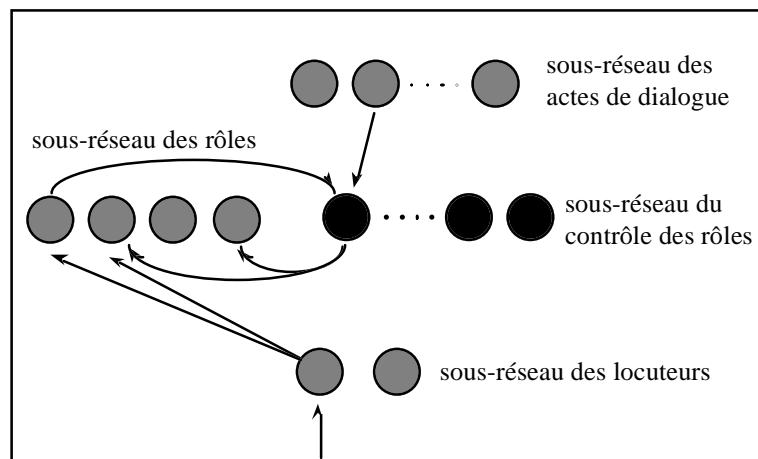 sous-réseau des
actes de dialogue
sous-réseau des rôles
sous-réseau du
contrôle des rôles
sous-réseau des locuteurs